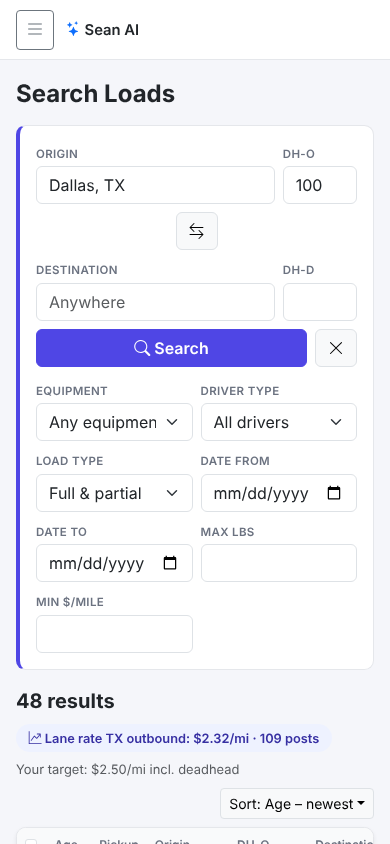 Sean AI
Search Loads
ORIGIN DH-O
Dallas, TX 100
DESTINATION DH-D
Anywhere
Search
EQUIPMENT DRIVER TYPE
Any equipmen All drivers
LOAD TYPE DATE FROM
Full & partial mm/dd/yyyy
DATE TO MAX LBS
mm/dd/yyyy
MIN $/MILE
48 results
Lane rate TX outbound: $2.32/mi · 109 posts
Your target: $2.50/mi incl. deadhead
Sort: Age – newest
Age Pickup Origin DH-O Destinatio